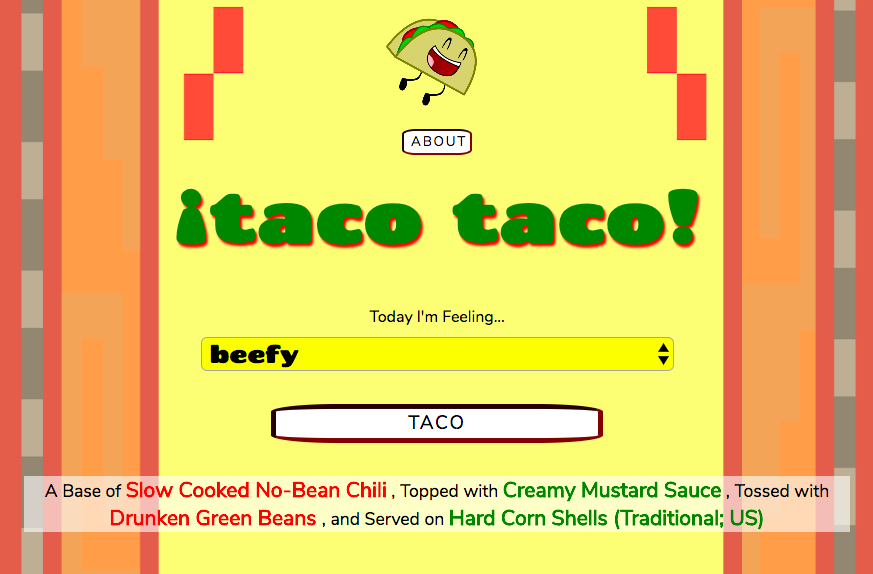 ABOUT
¡taco taco!
Today I'm Feeling...
beefy
TACO
A Base of Slow Cooked No-Bean Chili , Topped with Creamy Mustard Sauce , Tossed with
Drunken Green Beans , and Served on Hard Corn Shells (Traditional; US)